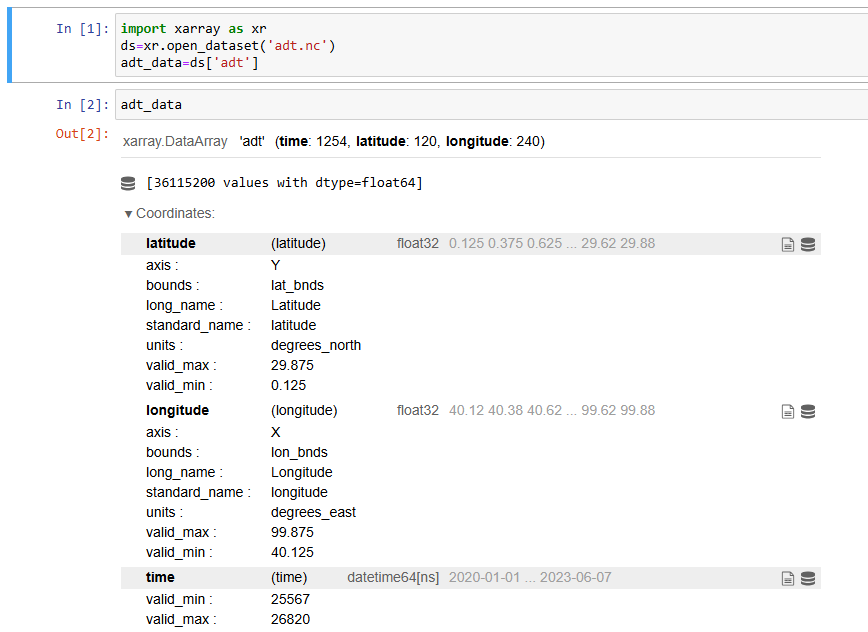 In [1]: import xarray as xr
ds=xr.open_dataset('adt.nc')
adt_data=ds['adt']
In [2]: adt_data
Out[2]: xarray.DataArray 'adt' (time: 1254, latitude: 120, longitude: 240)
[36115200 values with dtype=float64]
▼ Coordinates:
latitude (latitude) float32 0.125 0.375 0.625 ... 29.62 29.88
axis : Y
bounds : lat_bnds
long_name : Latitude
standard_name : latitude
units : degrees_north
valid_max : 29.875
valid_min : 0.125
longitude (longitude) float32 40.12 40.38 40.62 ... 99.62 99.88
axis : X
bounds : lon_bnds
long_name : Longitude
standard_name : longitude
units : degrees_east
valid_max : 99.875
valid_min : 40.125
time (time) datetime64[ns] 2020-01-01 ... 2023-06-07
valid_min : 25567
valid_max : 26820